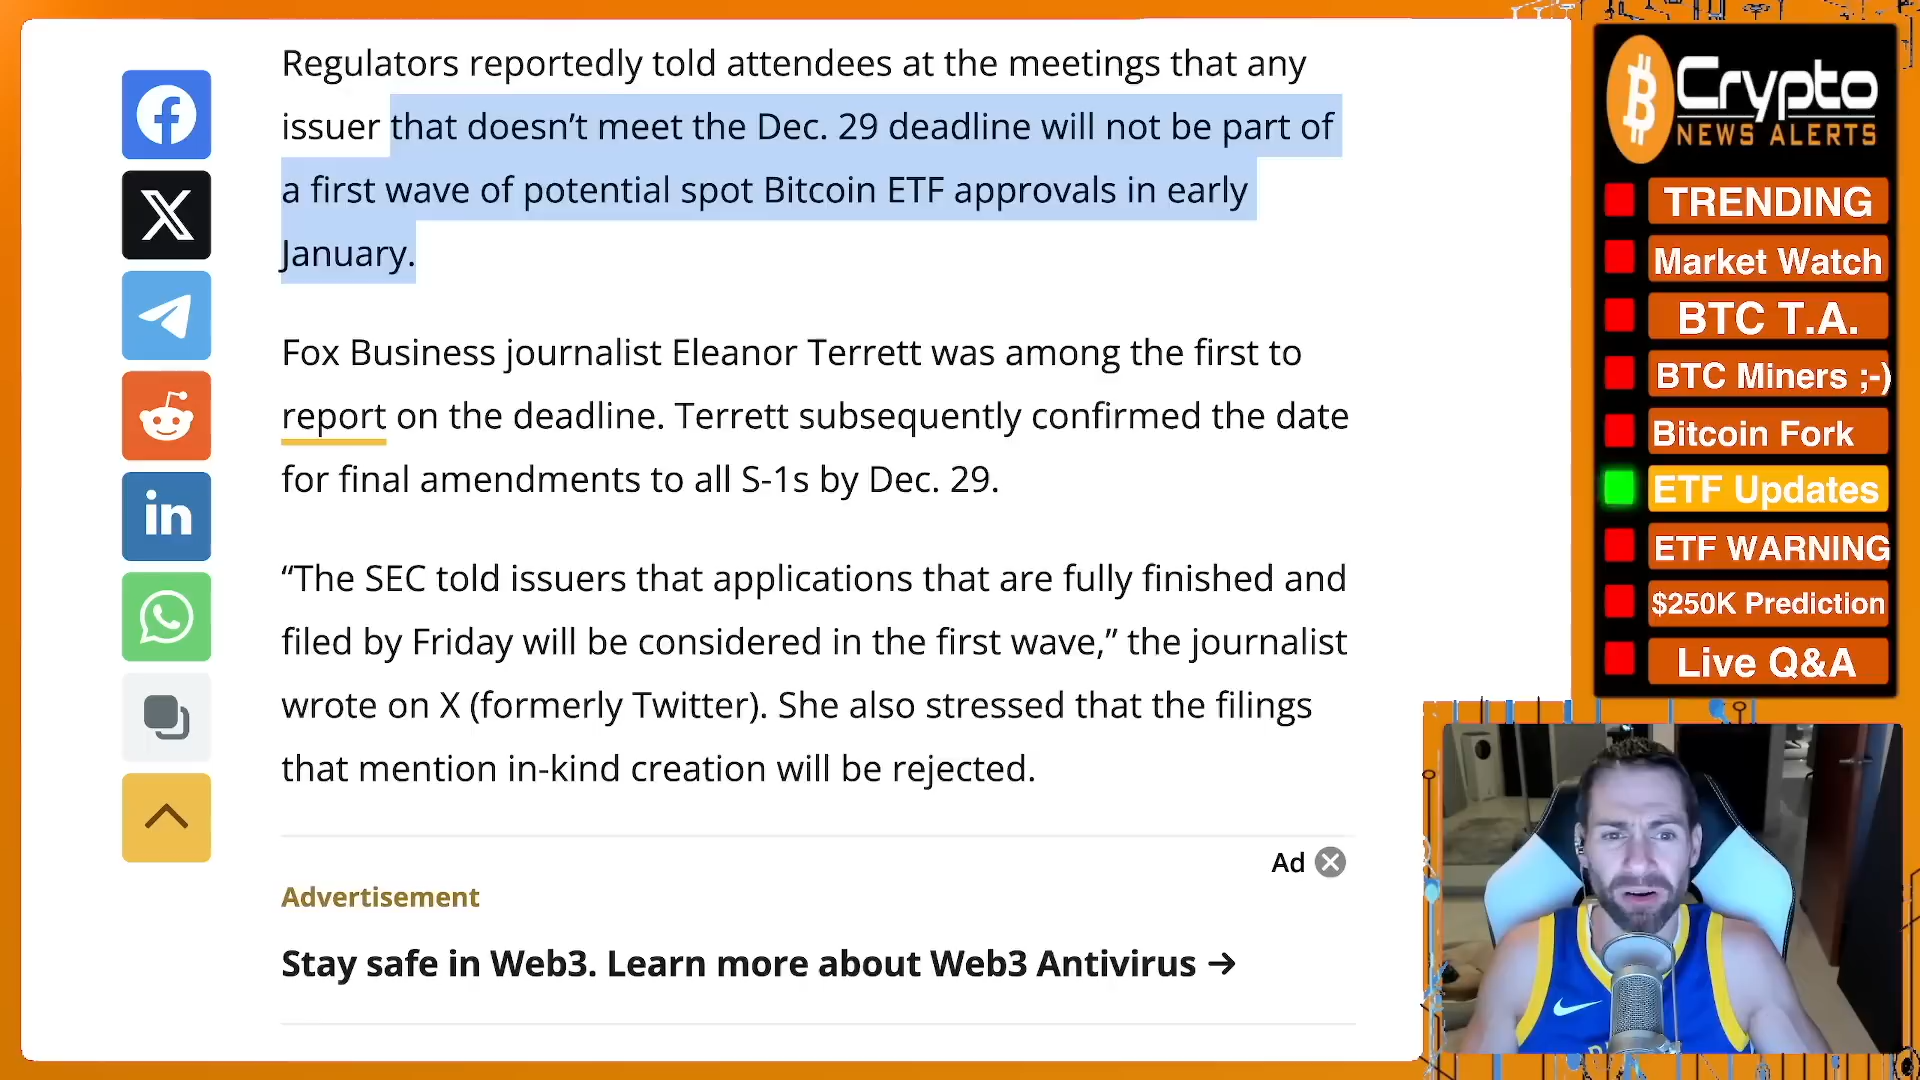 Regulators reportedly told attendees at the meetings that any
issuer that doesn’t meet the Dec. 29 deadline will not be part of
a first wave of potential spot Bitcoin ETF approvals in early
January.
Fox Business journalist Eleanor Terrett was among the first to
report on the deadline. Terrett subsequently confirmed the date
for final amendments to all S-1s by Dec. 29.
“The SEC told issuers that applications that are fully finished and
filed by Friday will be considered in the first wave,” the journalist
wrote on X (formerly Twitter). She also stressed that the filings
that mention in-kind creation will be rejected.
Ad
Advertisement
Stay safe in Web3. Learn more about Web3 Antivirus →
in
Crypto
NEWS ALERTS
TRENDING
Market Watch
BTC T.A.
BTC Miners ;-)
Bitcoin Fork
ETF Updates
ETF WARNING
$250K Prediction
Live Q&A